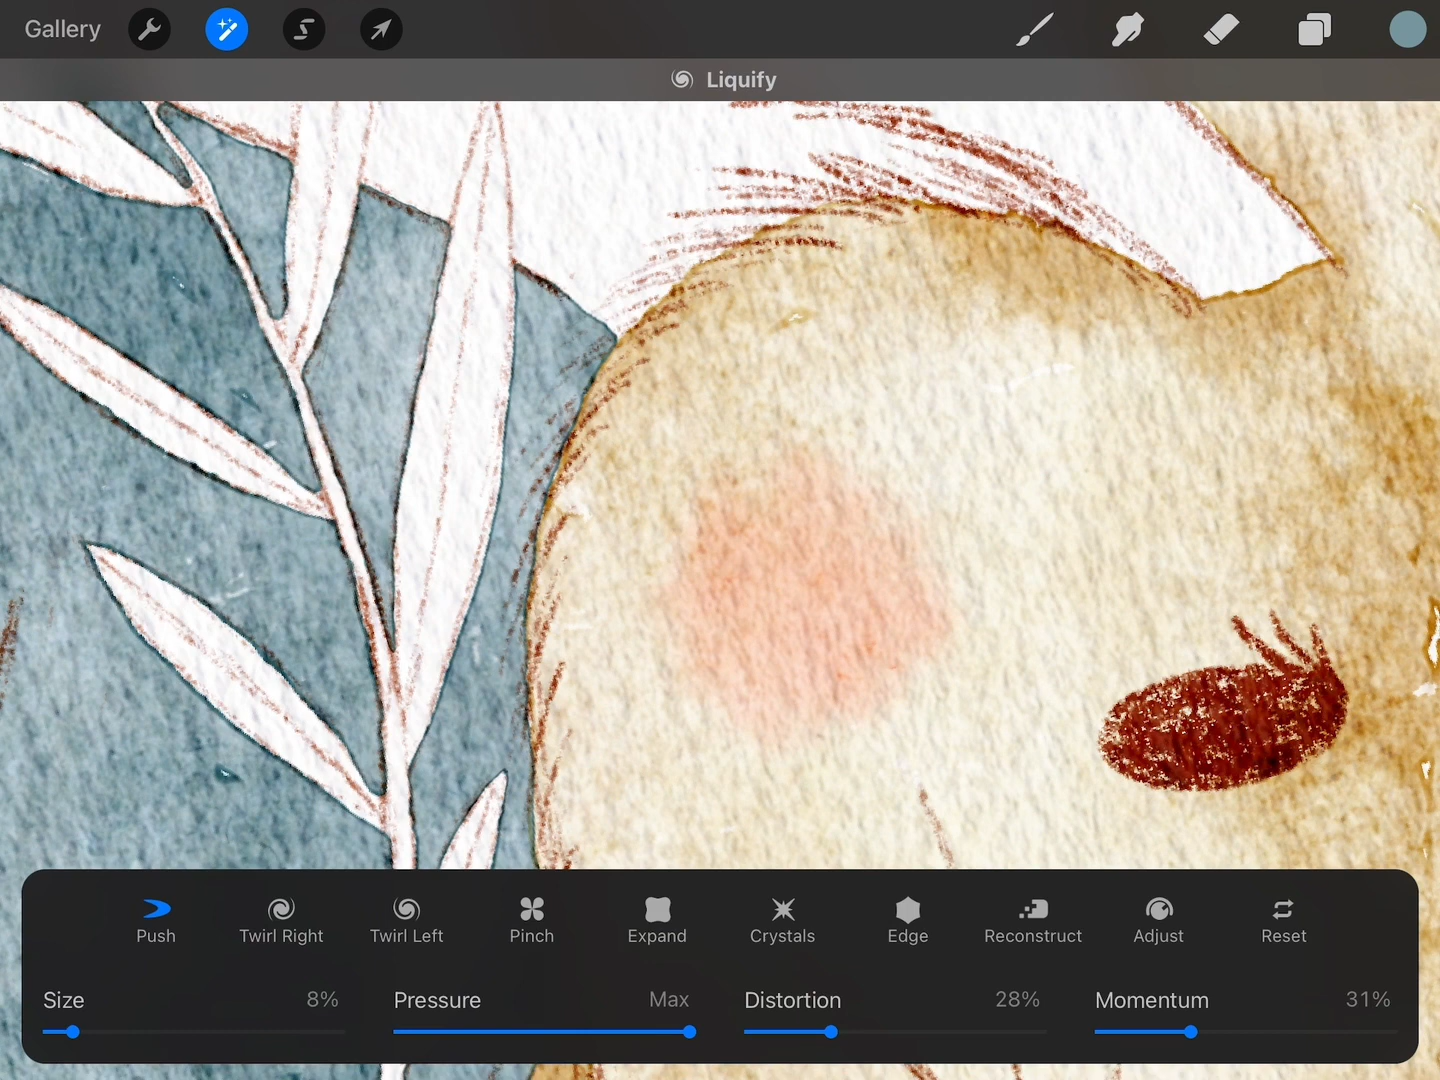 Gallery
Liquify
Push Twirl Right Twirl Left Pinch Expand Crystals Edge Reconstruct Adjust Reset
Size 8% Pressure Max Distortion 28% Momentum 31%